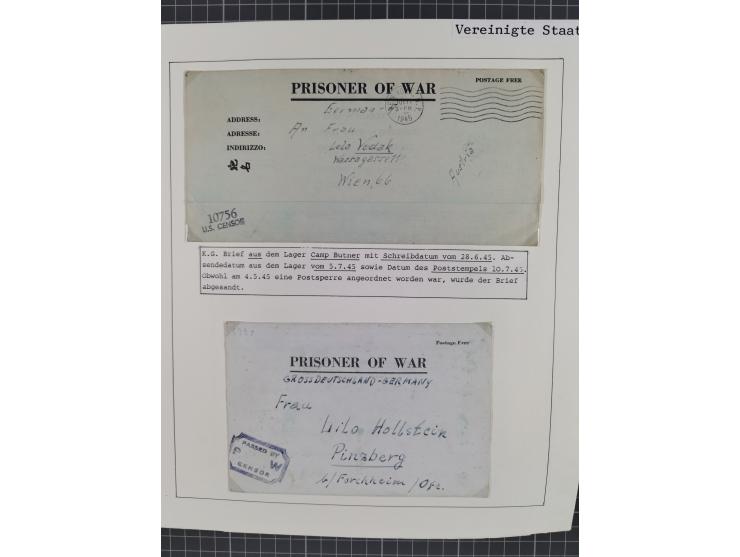 Vereinigte Staat
POSTAGE FREE
PRISONER OF WAR
1945
ADDRESS:
ADRESSE:
INDIRIZZO:
An Frau
Vodak
Wien, 66
Austria
10756
U.S. CENSOR
K.G. Brief aus dem Lager Camp Butner mit Schreibdatum vom 28.6.45. Ab-
sendedatum aus dem Lager vom 5.7.45 sowie Datum des Poststempels 10.7.45.
Obwohl am 4.5.45 eine Postsperre angeordnet worden war, wurde der Brief
abgesandt.
Postage Free
PRISONER OF WAR
GROSSDEUTSCHLAND-GERMANY
Frau
Lilo Hollstein
Pinzberg
b/Forchheim/Ofr.
PASSED BY
P W
CENSOR